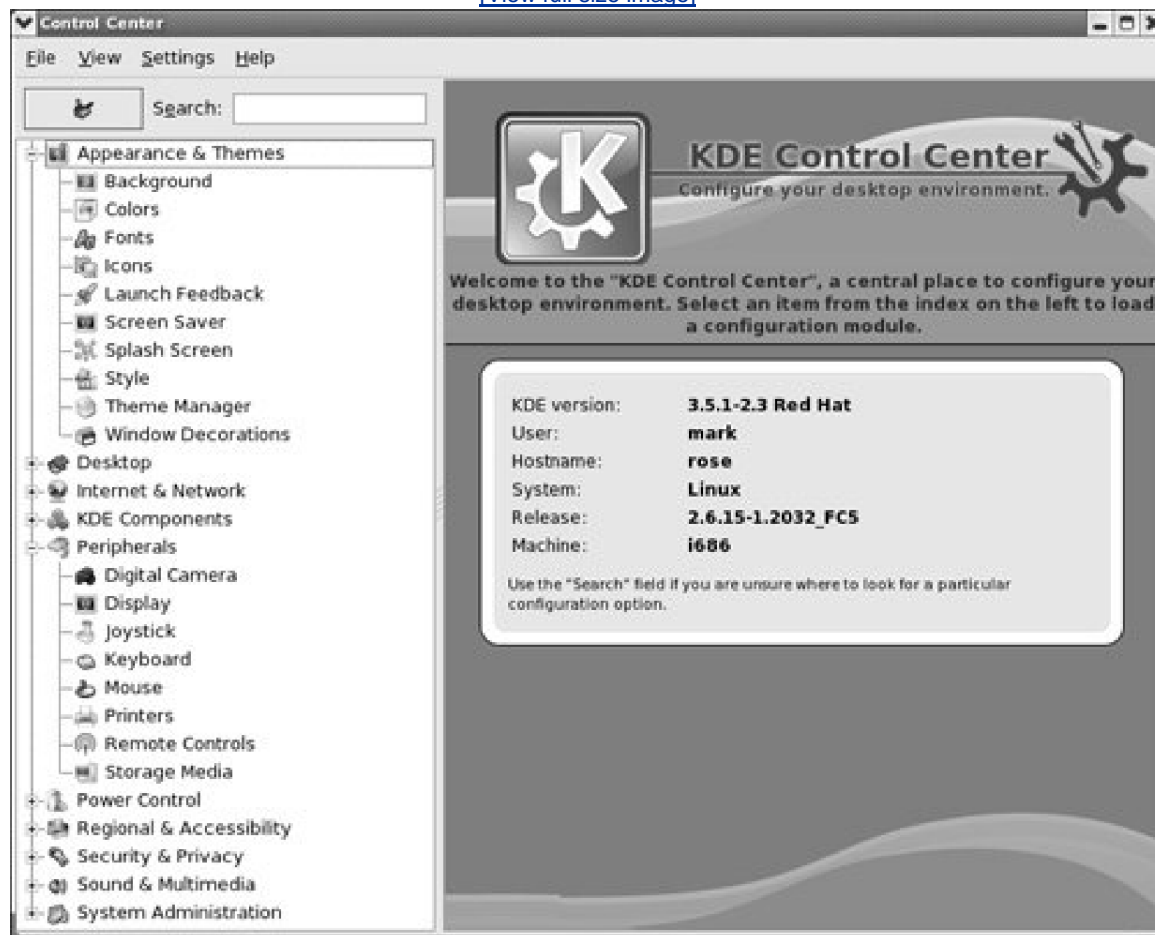 [View full size image]
Control Center
File View Settings Help
Search:
Appearance & Themes
Background
Colors
Fonts
Icons
Launch Feedback
Screen Saver
Splash Screen
Style
Theme Manager
Window Decorations
Desktop
Internet & Network
KDE Components
Peripherals
Digital Camera
Display
Joystick
Keyboard
Mouse
Printers
Remote Controls
Storage Media
Power Control
Regional & Accessibility
Security & Privacy
Sound & Multimedia
System Administration
K
KDE Control Center
Configure your desktop environment.
Welcome to the "KDE Control Center", a central place to configure your
desktop environment. Select an item from the index on the left to load
a configuration module.
KDE version: 3.5.1-2.3 Red Hat
User: mark
Hostname: rose
System: Linux
Release: 2.6.15-1.2032_FC5
Machine: i686
Use the "Search" field if you are unsure where to look for a particular
configuration option.